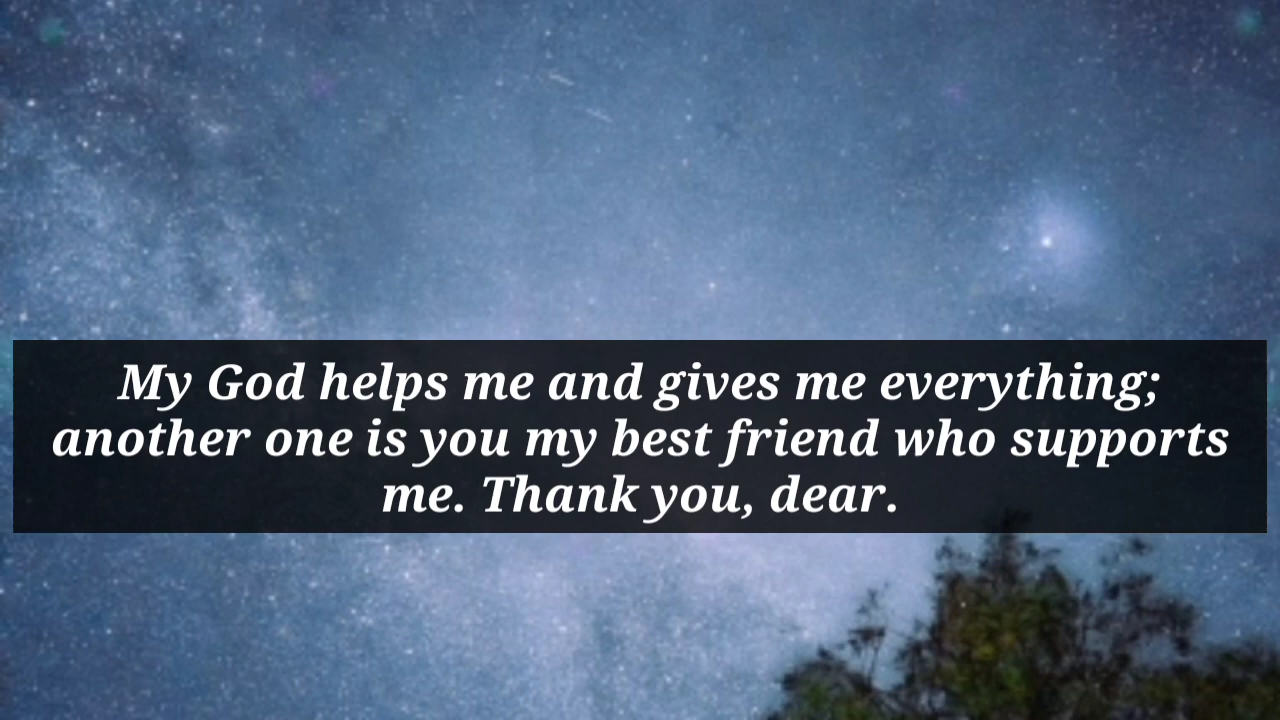 My God helps me and gives me everything;
another one is you my best friend who supports
me. Thank you, dear.